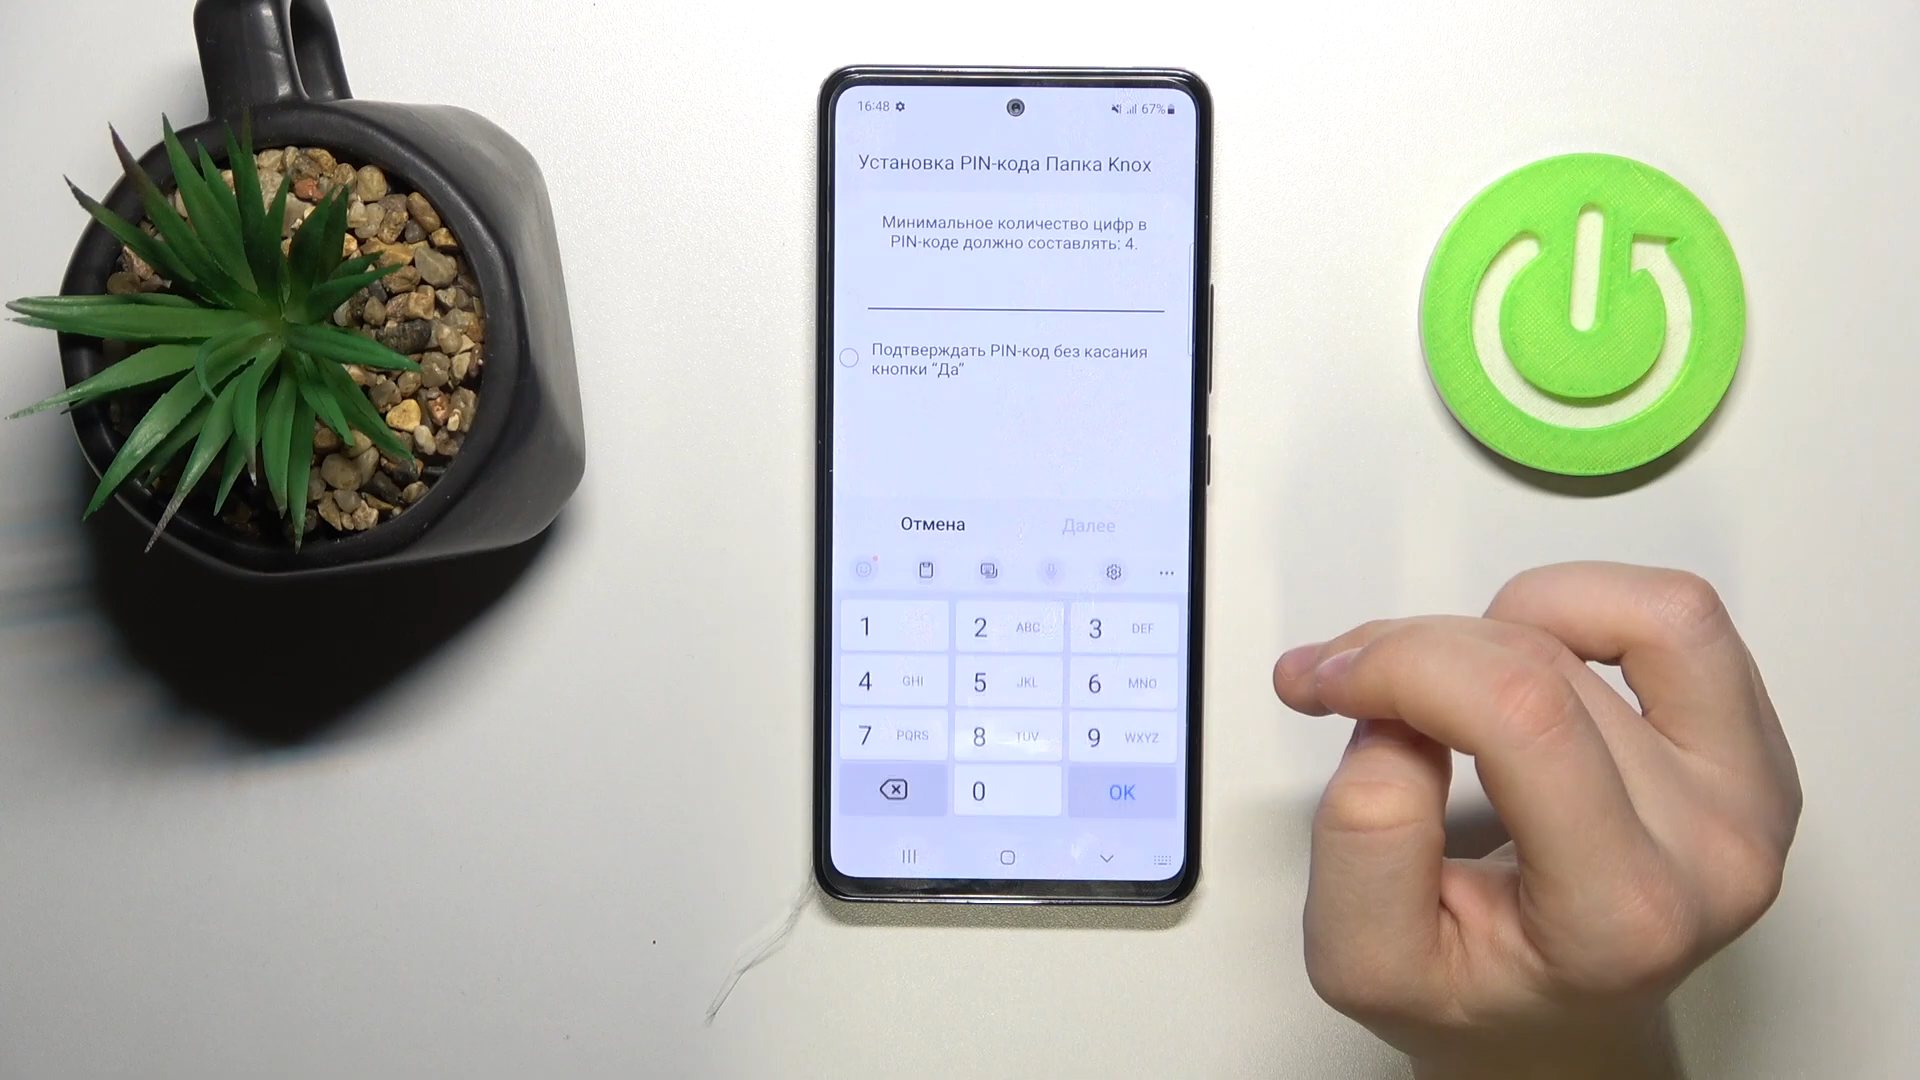 16:48
67%
Установка PIN-кода Папка Knox
Минимальное количество цифр в
PIN-коде должно составлять: 4.
Подтверждать PIN-код без касания
кнопки “Да”
Отмена Далее
1 2 ABC 3 DEF
4 GHI 5 JKL 6 MNO
7 PQRS 8 TUV 9 WXYZ
0 OK